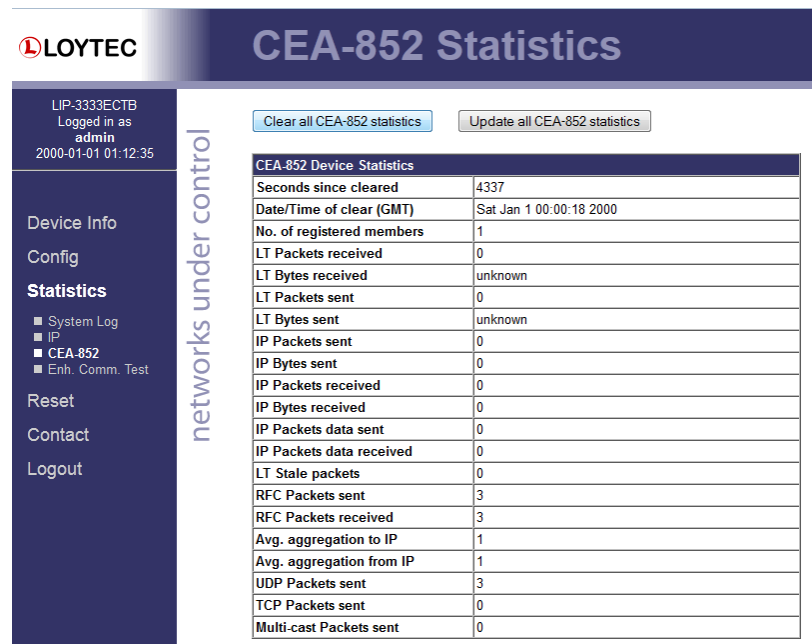 LOYTEC
CEA-852 Statistics
LIP-3333ECTB
Logged in as
admin
2000-01-01 01:12:35
Device Info
Config
Statistics
System Log
IP
CEA-852
Enh. Comm. Test
Reset
Contact
Logout
networks under control
Clear all CEA-852 statistics Update all CEA-852 statistics
CEA-852 Device Statistics
Seconds since cleared 4337
Date/Time of clear (GMT) Sat Jan 1 00:00:18 2000
No. of registered members 1
LT Packets received 0
LT Bytes received unknown
LT Packets sent 0
LT Bytes sent unknown
IP Packets sent 0
IP Bytes sent 0
IP Packets received 0
IP Bytes received 0
IP Packets data sent 0
IP Packets data received 0
LT Stale packets 0
RFC Packets sent 3
RFC Packets received 3
Avg. aggregation to IP 1
Avg. aggregation from IP 1
UDP Packets sent 3
TCP Packets sent 0
Multi-cast Packets sent 0